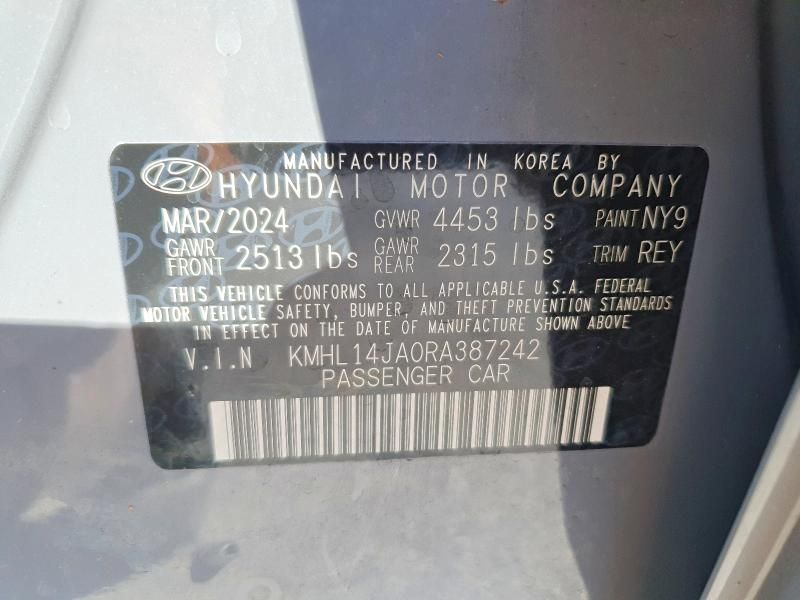 MANUFACTURED IN KOREA BY
HYUNDAI MOTOR COMPANY
MAR/2024 GVWR 4453 lbs PAINT NY9
GAWR FRONT 2513 lbs GAWR REAR 2315 lbs TRIM REY
THIS VEHICLE CONFORMS TO ALL APPLICABLE U.S.A. FEDERAL
MOTOR VEHICLE SAFETY, BUMPER, AND THEFT PREVENTION STANDARDS
IN EFFECT ON THE DATE OF MANUFACTURE SHOWN ABOVE
V.I.N KMHL14JA0RA387242
PASSENGER CAR